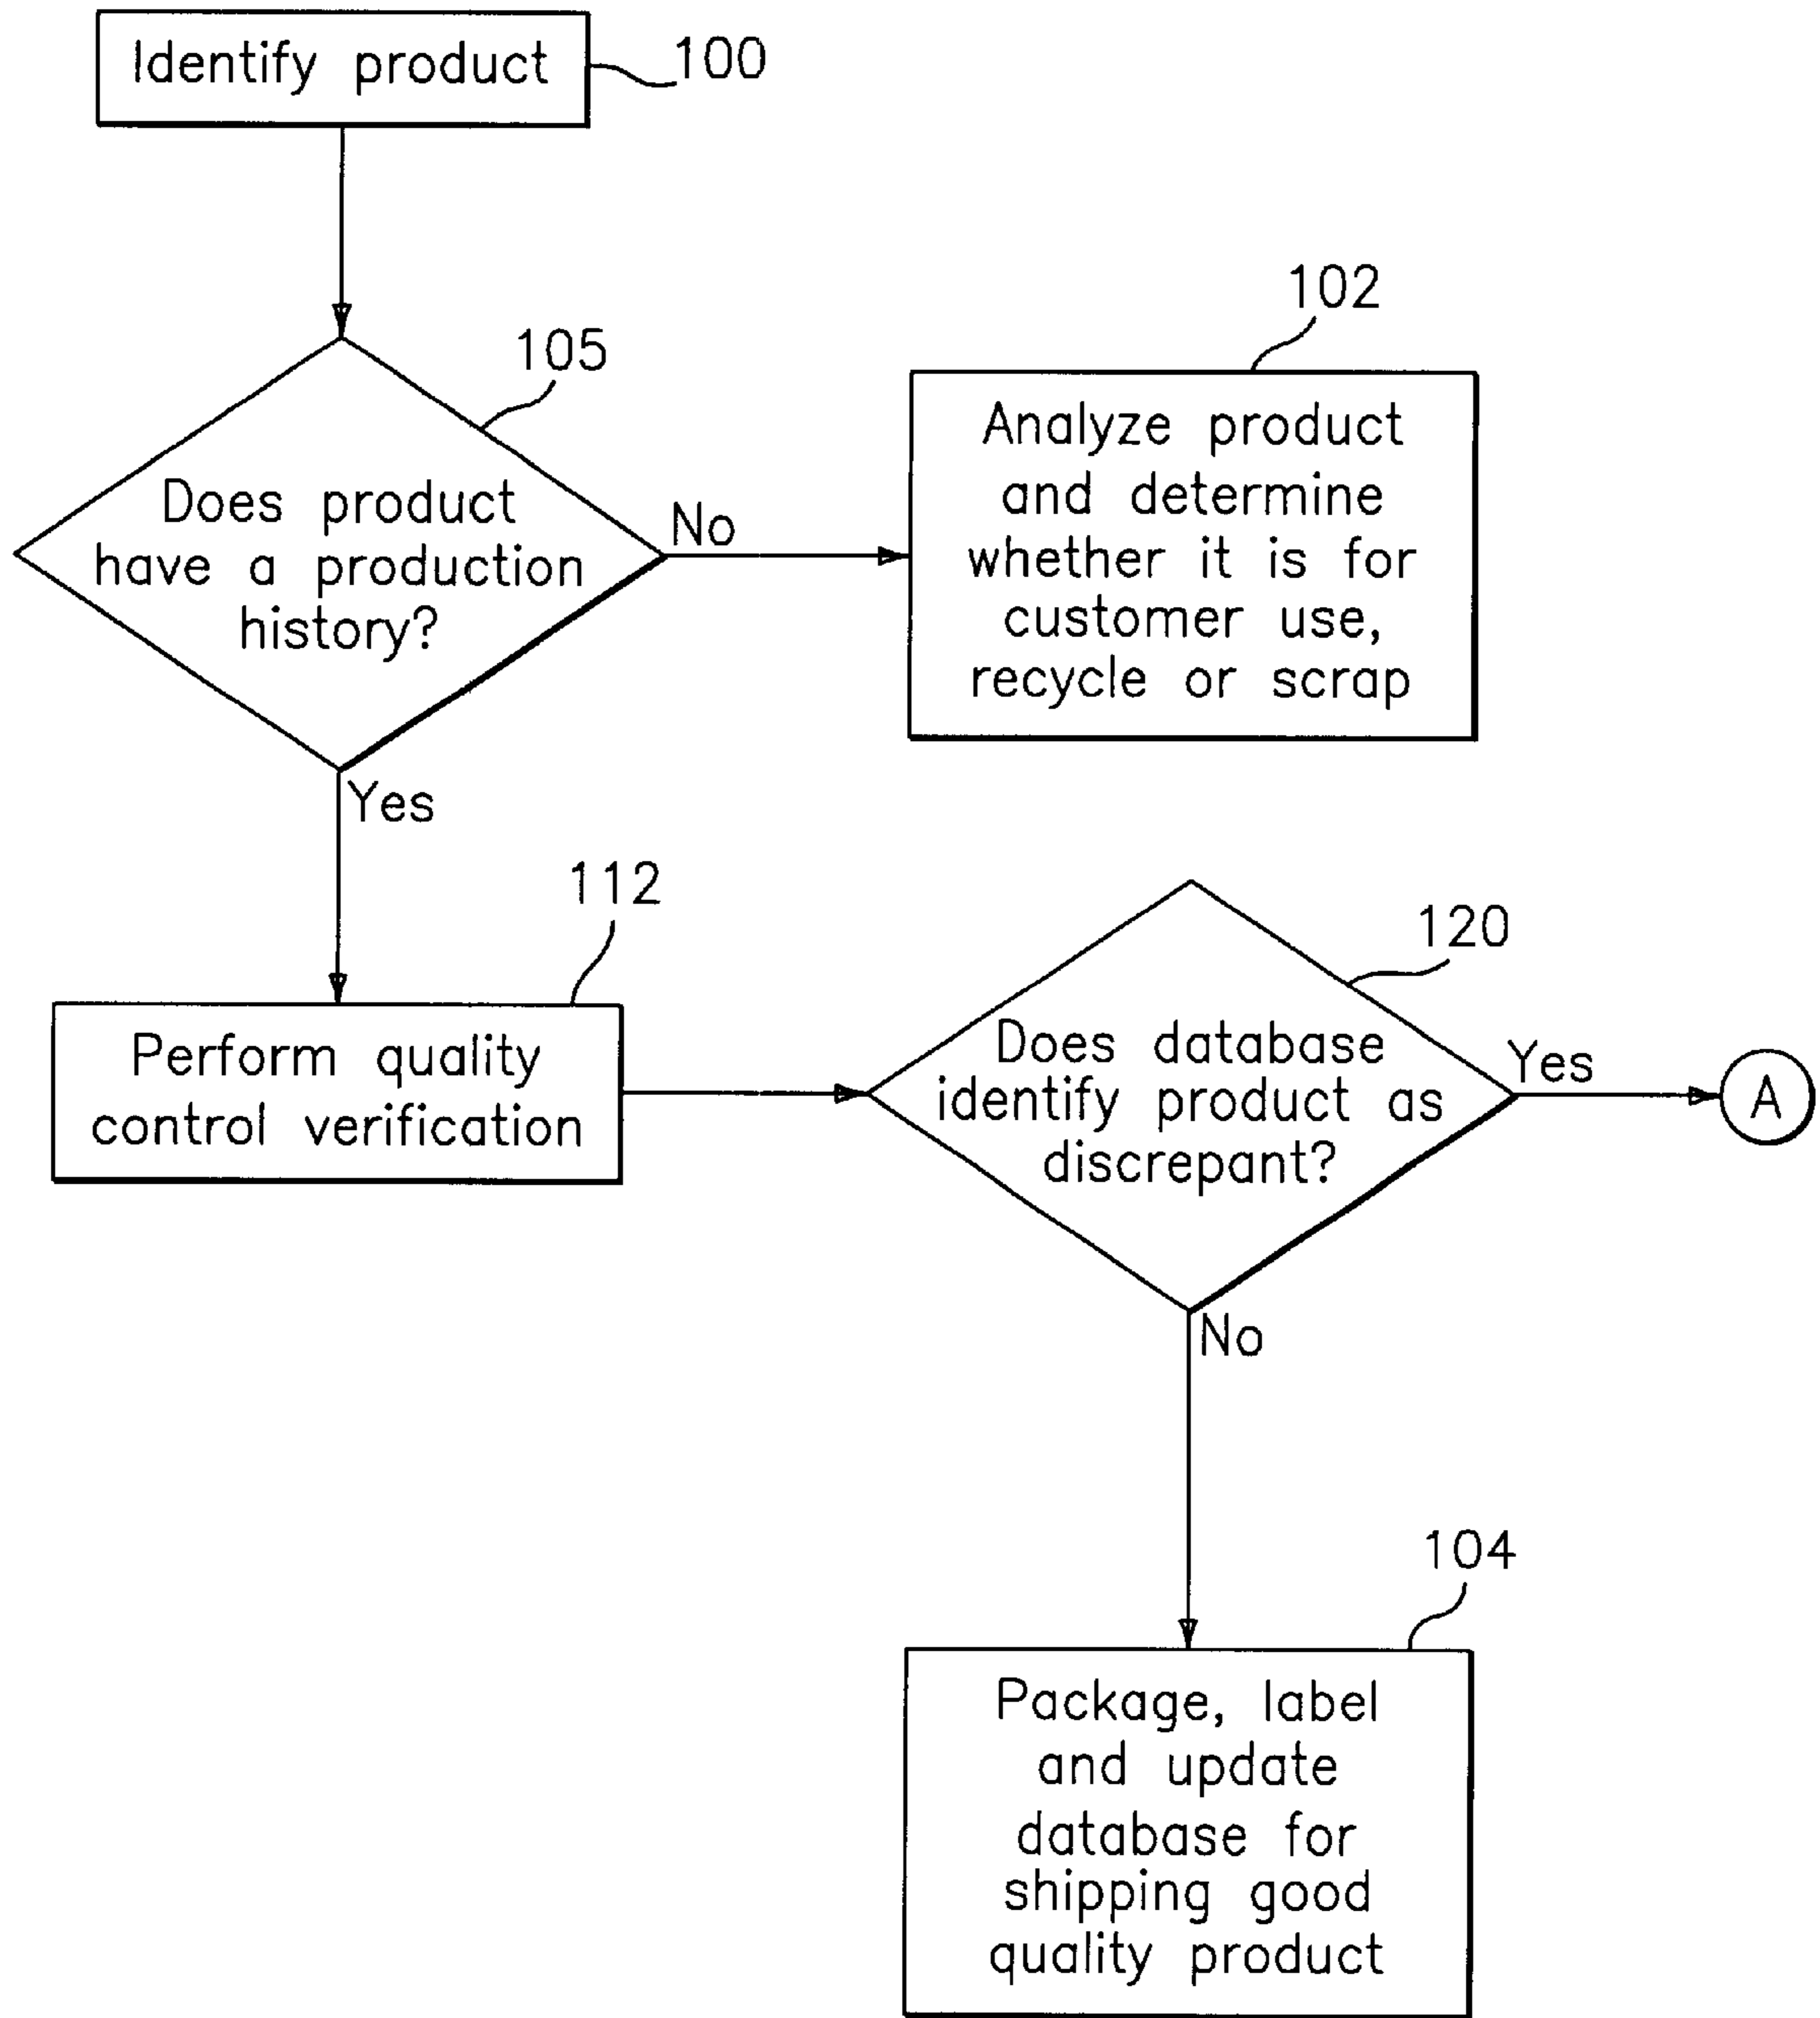 Identify product
100
105
Does product
have a production
history?
No
Yes
102
Analyze product
and determine
whether it is for
customer use,
recycle or scrap
112
Perform quality
control verification
120
Does database
identify product as
discrepant?
Yes
A
No
104
Package, label
and update
database for
shipping good
quality product